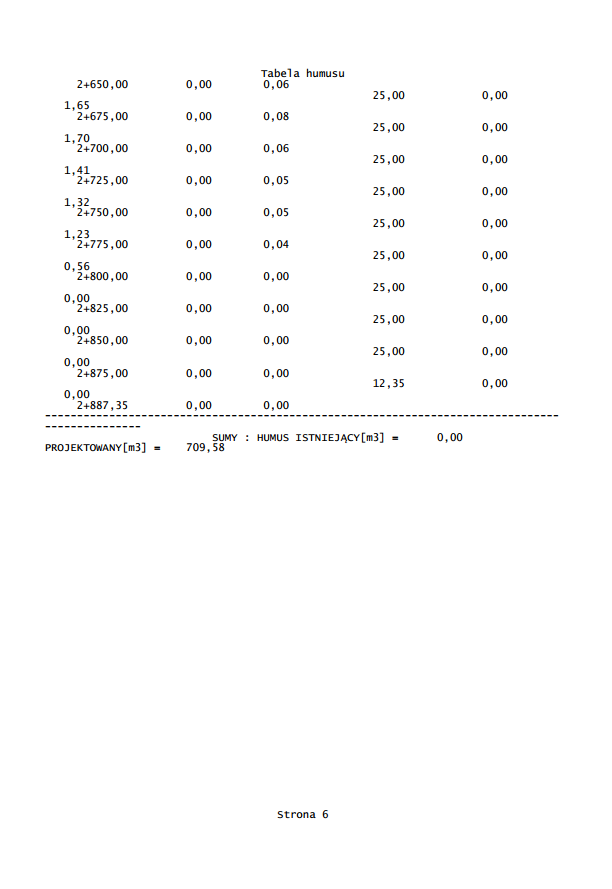 Tabela humusu
2+650,00 0,00 0,06
25,00 0,00
1,65
2+675,00 0,00 0,08
25,00 0,00
1,70
2+700,00 0,00 0,06
25,00 0,00
1,41
2+725,00 0,00 0,05
25,00 0,00
1,32
2+750,00 0,00 0,05
25,00 0,00
1,23
2+775,00 0,00 0,04
25,00 0,00
0,56
2+800,00 0,00 0,00
25,00 0,00
0,00
2+825,00 0,00 0,00
25,00 0,00
0,00
2+850,00 0,00 0,00
25,00 0,00
0,00
2+875,00 0,00 0,00
12,35 0,00
0,00
2+887,35 0,00 0,00
--------------------------------------------------------------------------------
---------------
SUMY : HUMUS ISTNIEJĄCY[m3] = 0,00
PROJEKTOWANY[m3] = 709,58
Strona 6